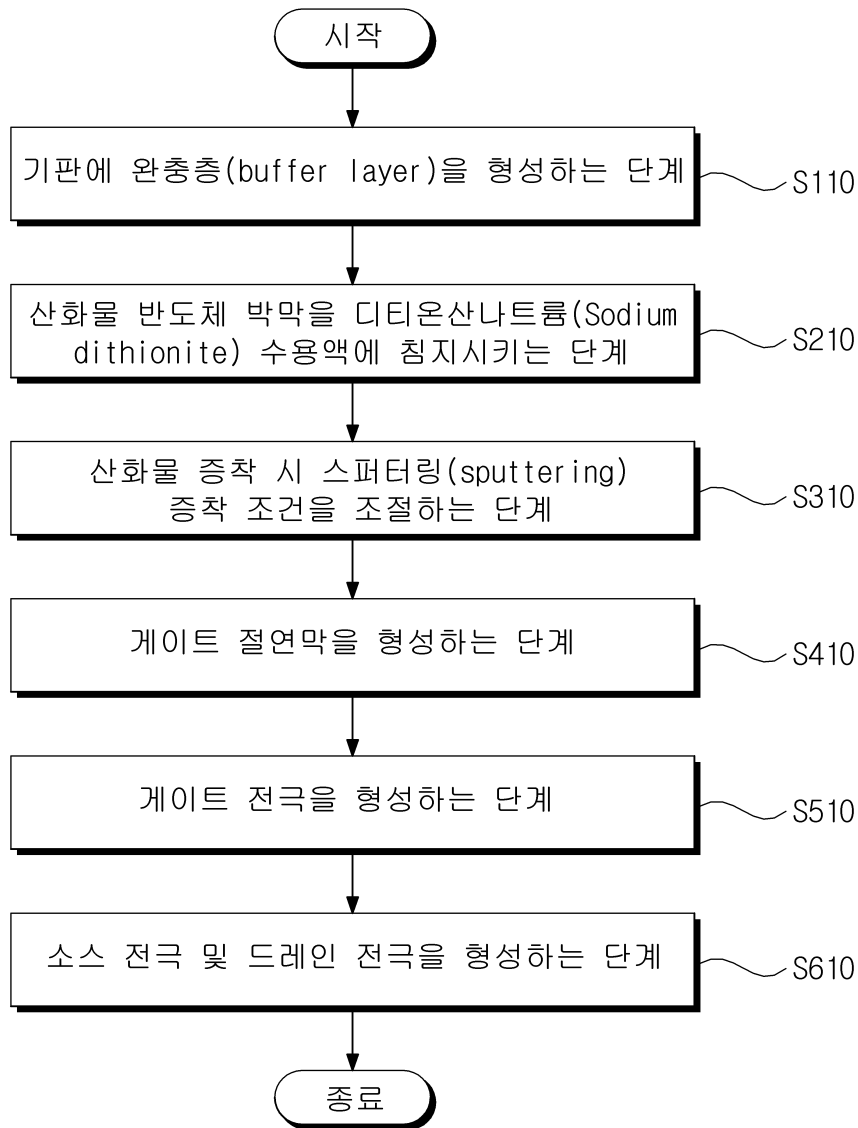 시작
기판에 완충층(buffer layer)을 형성하는 단계
S110
산화물 반도체 박막을 디티온산나트륨(Sodium
dithionite) 수용액에 침지시키는 단계
S210
산화물 증착 시 스퍼터링(sputtering)
증착 조건을 조절하는 단계
S310
게이트 절연막을 형성하는 단계
S410
게이트 전극을 형성하는 단계
S510
소스 전극 및 드레인 전극을 형성하는 단계
S610
종료